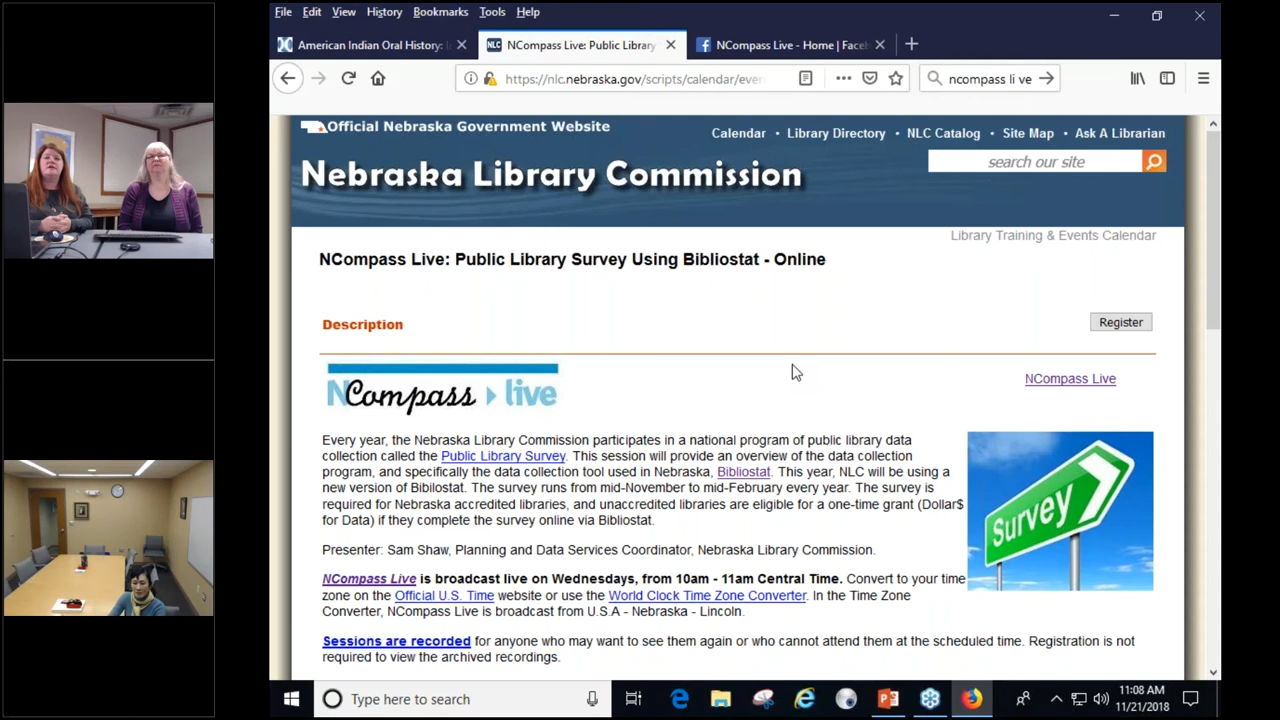 File Edit View History Bookmarks Tools Help
American Indian Oral History:
NLC NCompass Live: Public Library
NCompass Live - Home | Face
https://nlc.nebraska.gov/scripts/calendar/even
ncompass li ve
Official Nebraska Government Website
Calendar • Library Directory • NLC Catalog • Site Map • Ask A Librarian
Nebraska Library Commission
search our site
Library Training & Events Calendar
NCompass Live: Public Library Survey Using Bibliostat - Online
Description
Register
NCompass live
NCompass Live
Every year, the Nebraska Library Commission participates in a national program of public library data
collection called the Public Library Survey. This session will provide an overview of the data collection
program, and specifically the data collection tool used in Nebraska, Bibliostat. This year, NLC will be using a
new version of Bibilostat. The survey runs from mid-November to mid-February every year. The survey is
required for Nebraska accredited libraries, and unaccredited libraries are eligible for a one-time grant (Dollar$
for Data) if they complete the survey online via Bibliostat.
Survey
Presenter: Sam Shaw, Planning and Data Services Coordinator, Nebraska Library Commission.
NCompass Live is broadcast live on Wednesdays, from 10am - 11am Central Time. Convert to your time
zone on the Official U.S. Time website or use the World Clock Time Zone Converter. In the Time Zone
Converter, NCompass Live is broadcast from U.S.A - Nebraska - Lincoln.
Sessions are recorded for anyone who may want to see them again or who cannot attend them at the scheduled time. Registration is not
required to view the archived recordings.
Type here to search
11:08 AM
11/21/2018